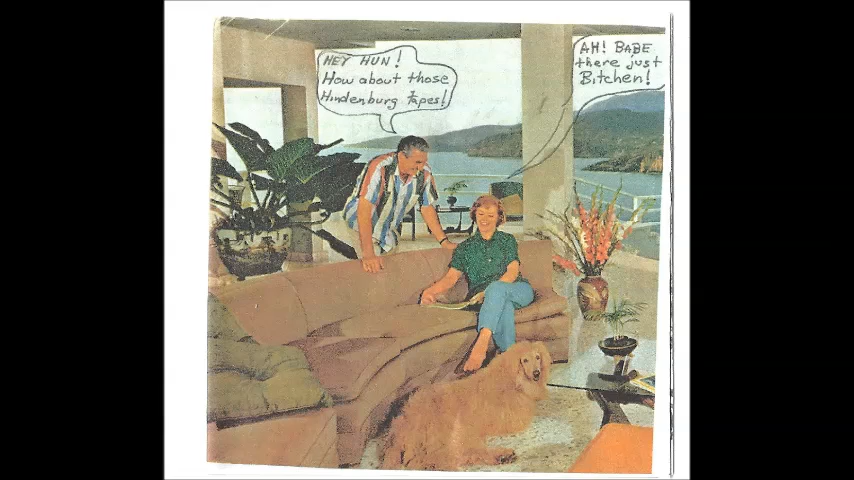 HEY HUN!
How about those
Hindenburg tapes!
AH! BABE
there just
Bitchen!